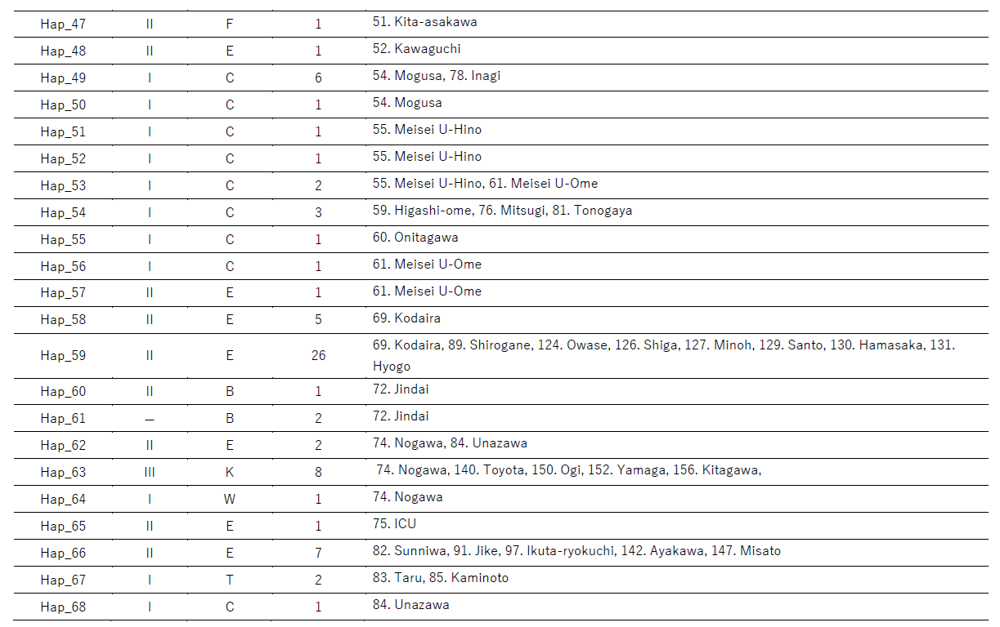 Hap_47 II F 1 51. Kita-asakawa
Hap_48 II E 1 52. Kawaguchi
Hap_49 I C 6 54. Mogusa, 78. Inagi
Hap_50 I C 1 54. Mogusa
Hap_51 I C 1 55. Meisei U-Hino
Hap_52 I C 1 55. Meisei U-Hino
Hap_53 I C 2 55. Meisei U-Hino, 61. Meisei U-Ome
Hap_54 I C 3 59. Higashi-ome, 76. Mitsugi, 81. Tonogaya
Hap_55 I C 1 60. Onitagawa
Hap_56 I C 1 61. Meisei U-Ome
Hap_57 II E 1 61. Meisei U-Ome
Hap_58 II E 5 69. Kodaira
Hap_59 II E 26 69. Kodaira, 89. Shirogane, 124. Owase, 126. Shiga, 127. Minoh, 129. Santo, 130. Hamasaka, 131.
Hyogo
Hap_60 II B 1 72. Jindai
Hap_61 — B 2 72. Jindai
Hap_62 II E 2 74. Nogawa, 84. Unazawa
Hap_63 III K 8 74. Nogawa, 140. Toyota, 150. Ogi, 152. Yamaga, 156. Kitagawa,
Hap_64 I W 1 74. Nogawa
Hap_65 II E 1 75. ICU
Hap_66 II E 7 82. Sunniwa, 91. Jike, 97. Ikuta-ryokuchi, 142. Ayakawa, 147. Misato
Hap_67 I T 2 83. Taru, 85. Kaminoto
Hap_68 I C 1 84. Unazawa